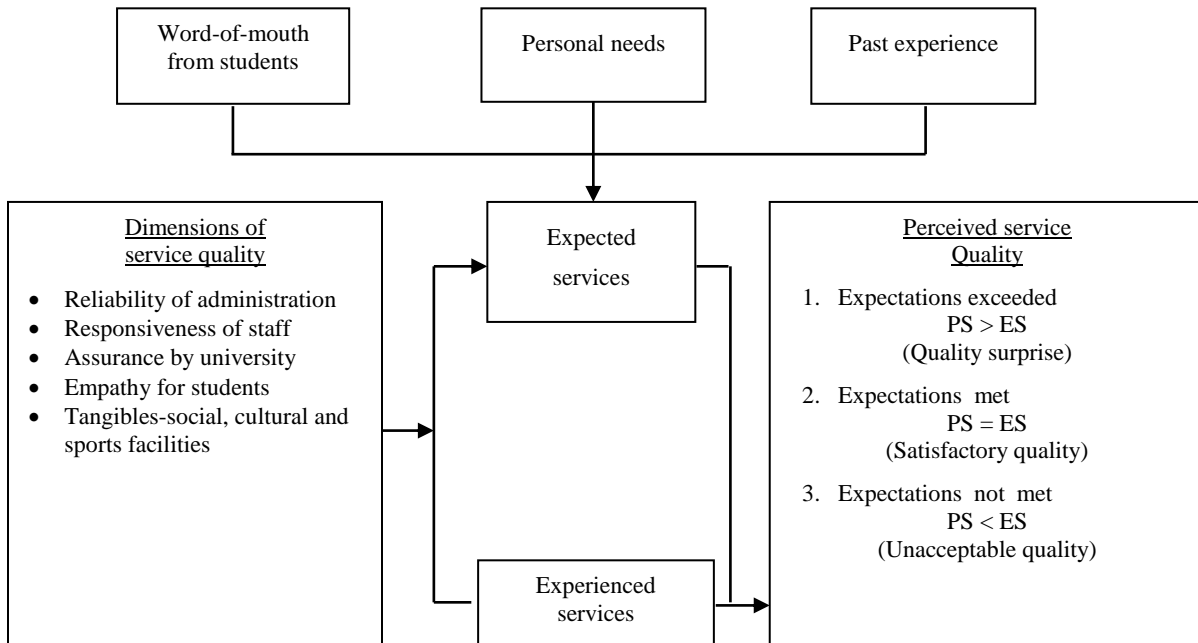 Word-of-mouth
from students
Personal needs
Past experience
Dimensions of
service quality
• Reliability of administration
• Responsiveness of staff
• Assurance by university
• Empathy for students
• Tangibles-social, cultural and
sports facilities
Expected
services
Experienced
services
Perceived service
Quality
1. Expectations exceeded
PS > ES
(Quality surprise)
2. Expectations met
PS = ES
(Satisfactory quality)
3. Expectations not met
PS < ES
(Unacceptable quality)